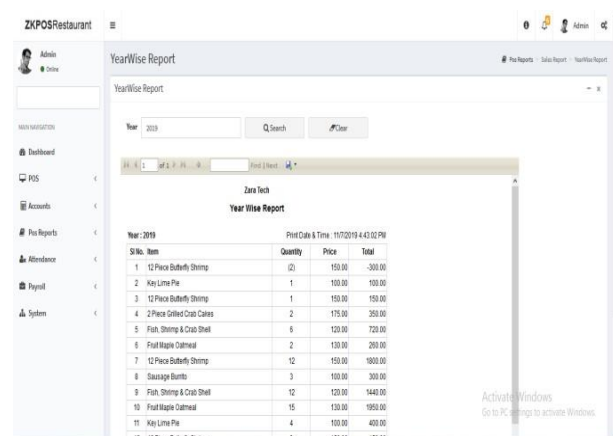 ZKPOSRestaurant
Admin
Admin
Online
YearWise Report
Pos Reports Sales Report YearWise Report
YearWise Report
MAIN NAVIGATION
Dashboard
POS
Accounts
Pos Reports
Attendance
Payroll
System
Year 2019 Search Clear
1 of 1 Find | Next
Zara Tech
Year Wise Report
Year : 2019 Print Date & Time : 11/7/2019 4:43:02 PM
Sl No. Item Quantity Price Total
1 12 Piece Butterfly Shrimp (2) 150.00 -300.00
2 Key Lime Pie 1 100.00 100.00
3 12 Piece Butterfly Shrimp 1 150.00 150.00
4 2 Piece Grilled Crab Cakes 2 175.00 350.00
5 Fish, Shrimp & Crab Shell 6 120.00 720.00
6 Fruit Maple Oatmeal 2 130.00 260.00
7 12 Piece Butterfly Shrimp 12 150.00 1800.00
8 Sausage Burrito 3 100.00 300.00
9 Fish, Shrimp & Crab Shell 12 120.00 1440.00
10 Fruit Maple Oatmeal 15 130.00 1950.00
11 Key Lime Pie 4 100.00 400.00
Activate Windows
Go to PC settings to activate Windows.